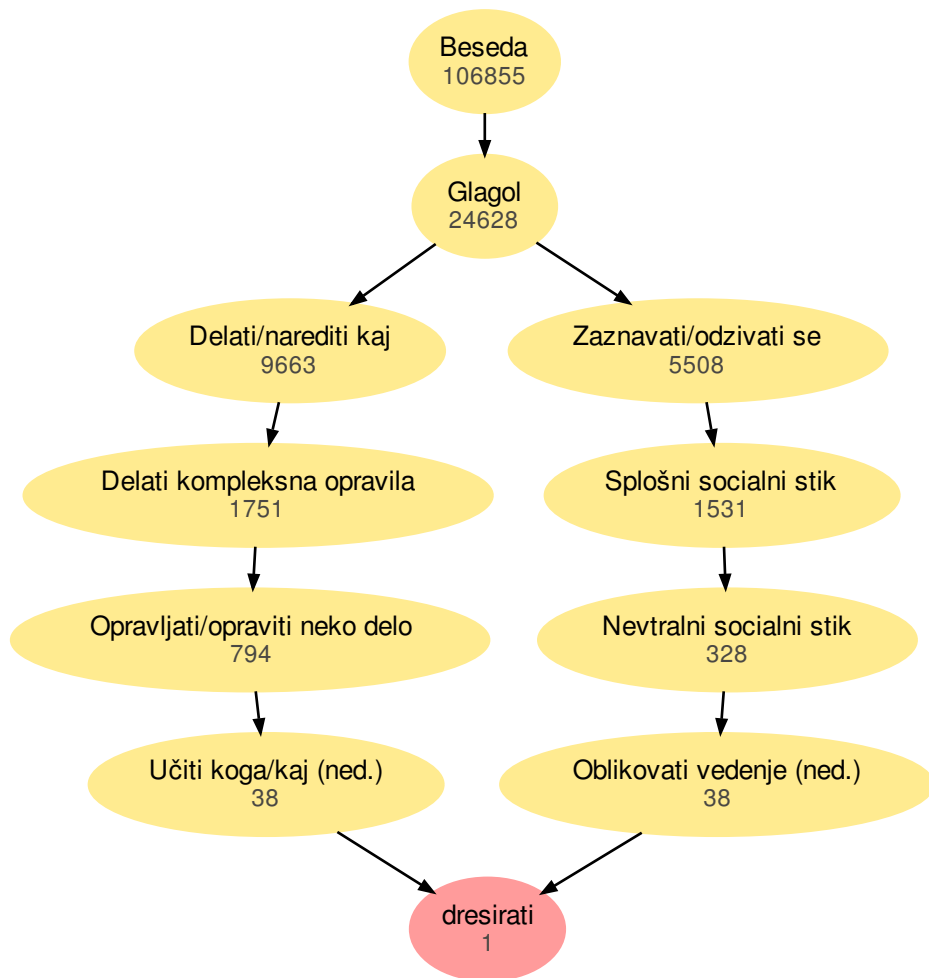 Beseda
106855
Glagol
24628
Delati/narediti kaj
9663
Zaznavati/odzivati se
5508
Delati kompleksna opravila
1751
Splošni socialni stik
1531
Opravljati/opraviti neko delo
794
Nevtralni socialni stik
328
Učiti koga/kaj (ned.)
38
Oblikovati vedenje (ned.)
38
dresirati
1